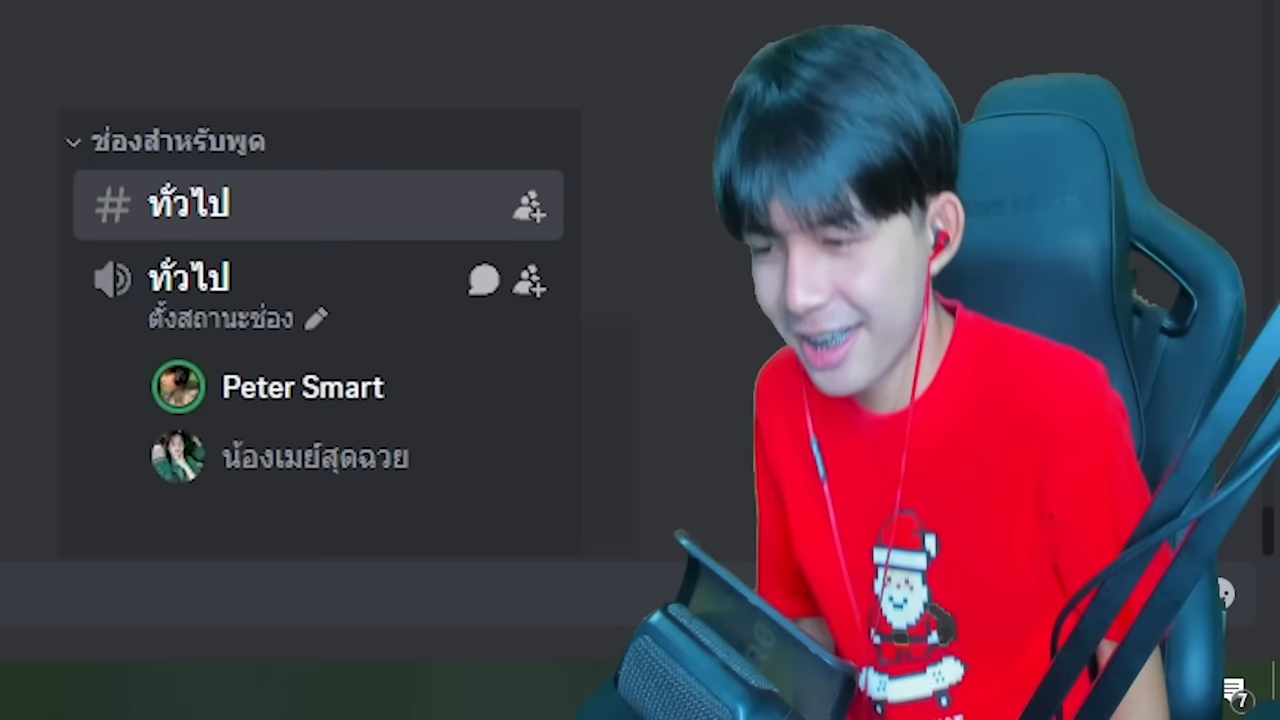 ช่องสำหรับพูด
ทั่วไป
ทั่วไป
ตั้งสถานะช่อง
Peter Smart
น้องเมย์สุดฉวย
7